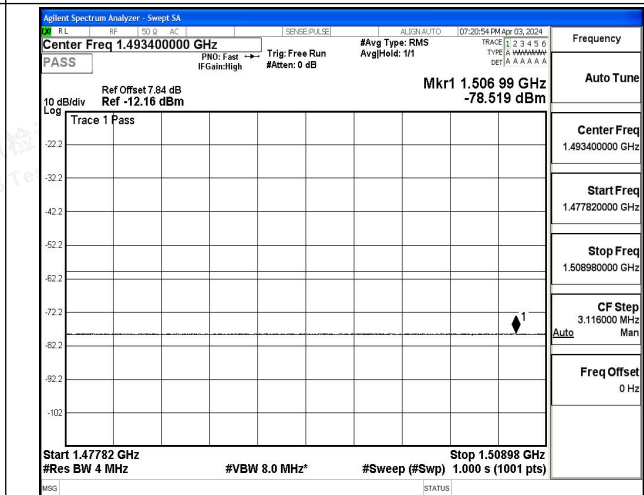 Agilent Spectrum Analyzer - Swept SA
RL RF 50 Ω AC SENSE:PULSE ALIGN AUTO 07:20:54 PM Apr 03, 2024
Center Freq 1.493400000 GHz
#Avg Type: RMS
TRACE 1 2 3 4 5 6
Frequency
PASS
PNO: Fast
IFGain:High
Trig: Free Run
#Atten: 0 dB
Avg|Hold: 1/1
TYPE A WWWWW
DET A A A A A A
Auto Tune
Ref Offset 7.84 dB
Mkr1 1.506 99 GHz
10 dB/div Ref -12.16 dBm
-78.519 dBm
Log
Trace 1 Pass
-22.2
-32.2
-42.2
-52.2
-62.2
-72.2
-82.2
-92.2
-102
1
Center Freq
1.493400000 GHz
Start Freq
1.477820000 GHz
Stop Freq
1.508980000 GHz
CF Step
3.116000 MHz
Auto Man
Freq Offset
0 Hz
Start 1.47782 GHz Stop 1.50898 GHz
#Res BW 4 MHz #VBW 8.0 MHz* #Sweep (#Swp) 1.000 s (1001 pts)
MSG STATUS